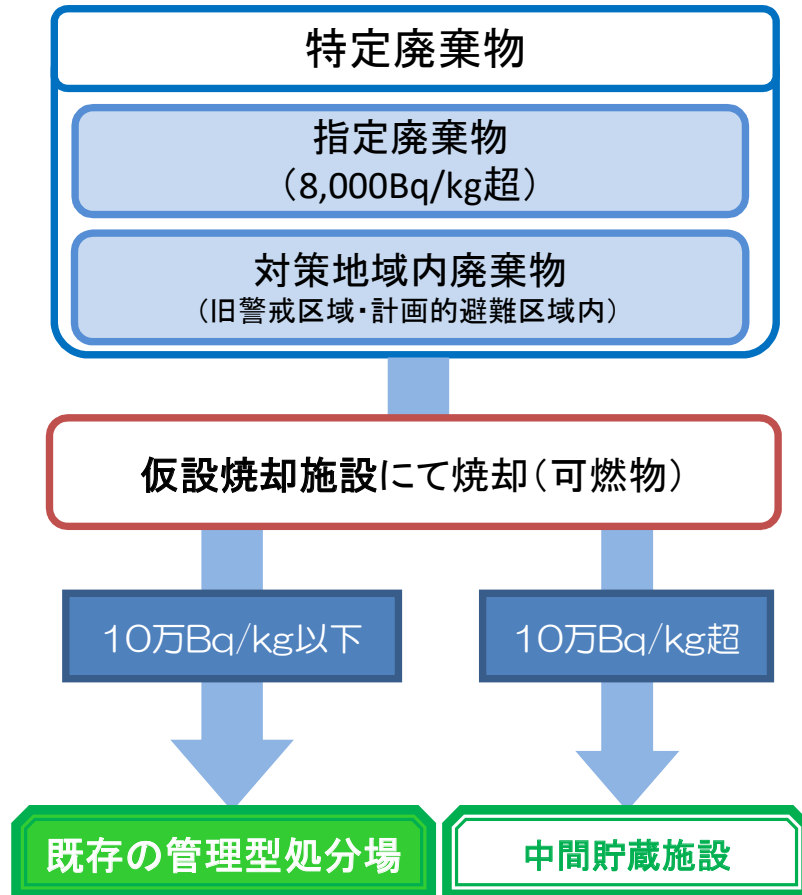 特定廃棄物
指定廃棄物
（8,000Bq/kg超）
対策地域内廃棄物
（旧警戒区域・計画的避難区域内）
仮設焼却施設にて焼却（可燃物）
10万Bq/kg以下
10万Bq/kg超
既存の管理型処分場
中間貯蔵施設